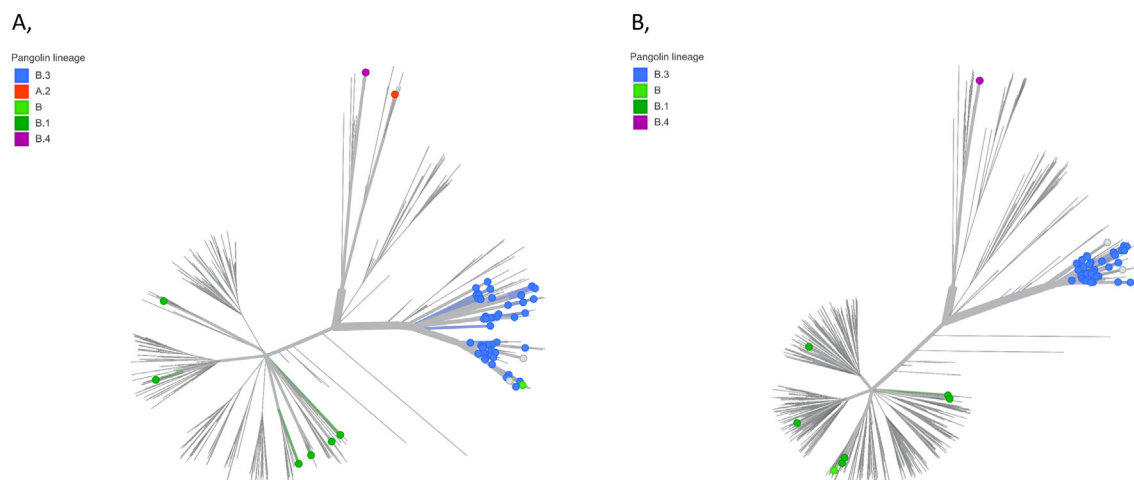 A,
Pangolin lineage
B.3
A.2
B
B.1
B.4
B,
Pangolin lineage
B.3
B
B.1
B.4